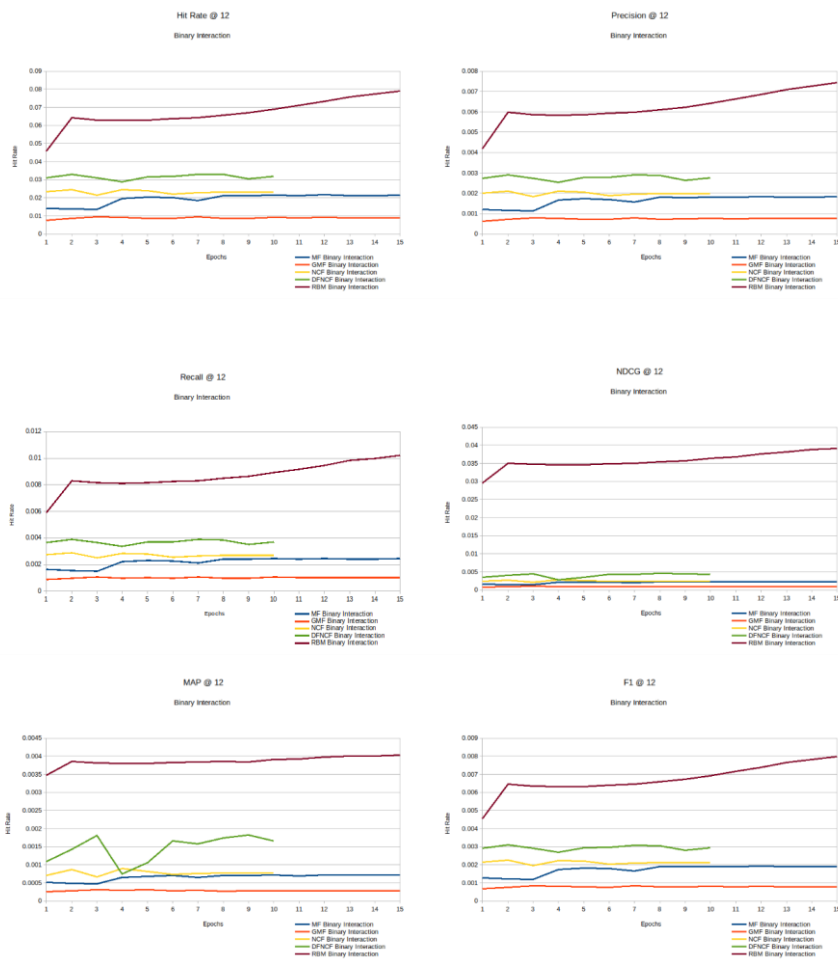 Hit Rate @ 12
Binary Interaction
0.09
0.08
0.07
0.06
0.05
0.04
0.03
0.02
0.01
0
Hit Rate
1 2 3 4 5 6 7 8 9 10 11 12 13 14 15
Epochs
MF Binary Interaction
GMF Binary Interaction
NCF Binary Interaction
DFNCF Binary Interaction
RBM Binary Interaction
Precision @ 12
Binary Interaction
0.008
0.007
0.006
0.005
0.004
0.003
0.002
0.001
0
Hit Rate
1 2 3 4 5 6 7 8 9 10 11 12 13 14 15
Epochs
MF Binary Interaction
GMF Binary Interaction
NCF Binary Interaction
DFNCF Binary Interaction
RBM Binary Interaction
Recall @ 12
Binary Interaction
0.012
0.01
0.008
0.006
0.004
0.002
0
Hit Rate
1 2 3 4 5 6 7 8 9 10 11 12 13 14 15
Epochs
MF Binary Interaction
GMF Binary Interaction
NCF Binary Interaction
DFNCF Binary Interaction
RBM Binary Interaction
NDCG @ 12
Binary Interaction
0.045
0.04
0.035
0.03
0.025
0.02
0.015
0.01
0.005
0
Hit Rate
1 2 3 4 5 6 7 8 9 10 11 12 13 14 15
Epochs
MF Binary Interaction
GMF Binary Interaction
NCF Binary Interaction
DFNCF Binary Interaction
RBM Binary Interaction
MAP @ 12
Binary Interaction
0.0045
0.004
0.0035
0.003
0.0025
0.002
0.0015
0.001
0.0005
0
Hit Rate
1 2 3 4 5 6 7 8 9 10 11 12 13 14 15
Epochs
MF Binary Interaction
GMF Binary Interaction
NCF Binary Interaction
DFNCF Binary Interaction
RBM Binary Interaction
F1 @ 12
Binary Interaction
0.009
0.008
0.007
0.006
0.005
0.004
0.003
0.002
0.001
0
Hit Rate
1 2 3 4 5 6 7 8 9 10 11 12 13 14 15
Epochs
MF Binary Interaction
GMF Binary Interaction
NCF Binary Interaction
DFNCF Binary Interaction
RBM Binary Interaction